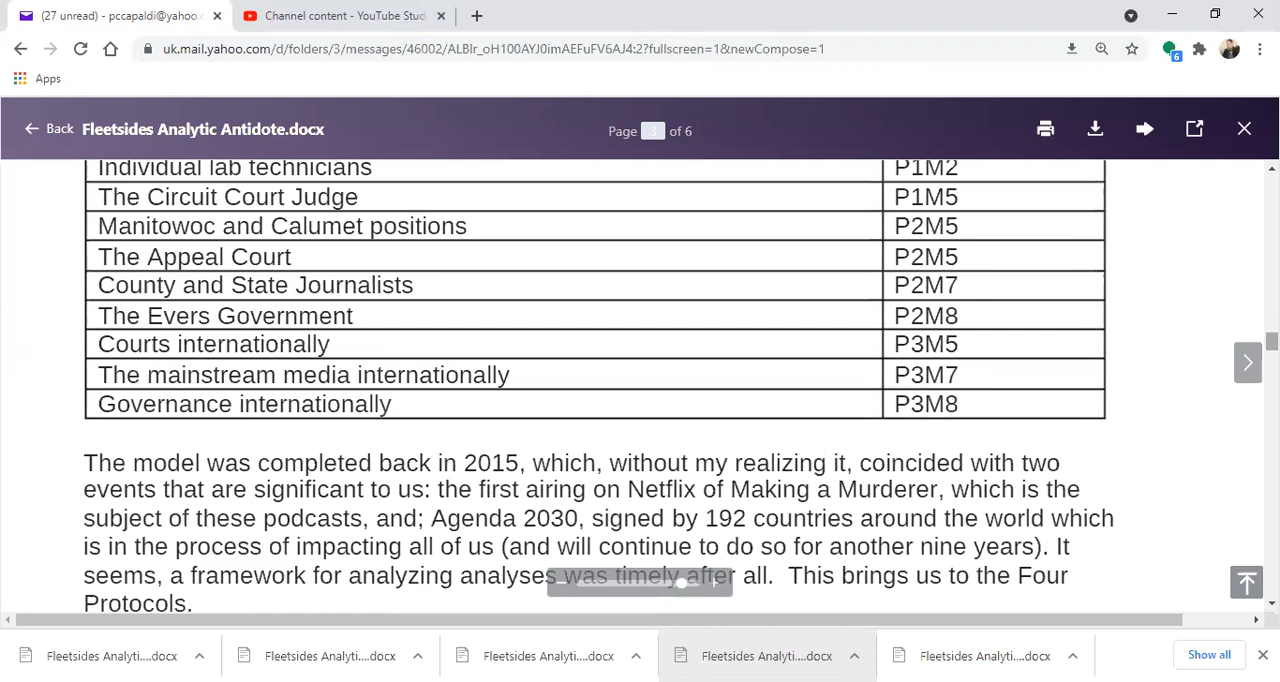 (27 unread) - pccapaldi@yahoo.c
Channel content - YouTube Stud
uk.mail.yahoo.com/d/folders/3/messages/46002/ALBlr_oH100AYJ0imAEFuFV6AJ4:2?fullscreen=1&newCompose=1
6
Apps
Back Fleetsides Analytic Antidote.docx Page 3 of 6
Individual lab technicians P1M2
The Circuit Court Judge P1M5
Manitowoc and Calumet positions P2M5
The Appeal Court P2M5
County and State Journalists P2M7
The Evers Government P2M8
Courts internationally P3M5
The mainstream media internationally P3M7
Governance internationally P3M8
The model was completed back in 2015, which, without my realizing it, coincided with two
events that are significant to us: the first airing on Netflix of Making a Murderer, which is the
subject of these podcasts, and; Agenda 2030, signed by 192 countries around the world which
is in the process of impacting all of us (and will continue to do so for another nine years). It
seems, a framework for analyzing analyses was timely after all. This brings us to the Four
Protocols.
Fleetsides Analyti....docx Fleetsides Analyti....docx Fleetsides Analyti....docx Fleetsides Analyti....docx Fleetsides Analyti....docx Show all